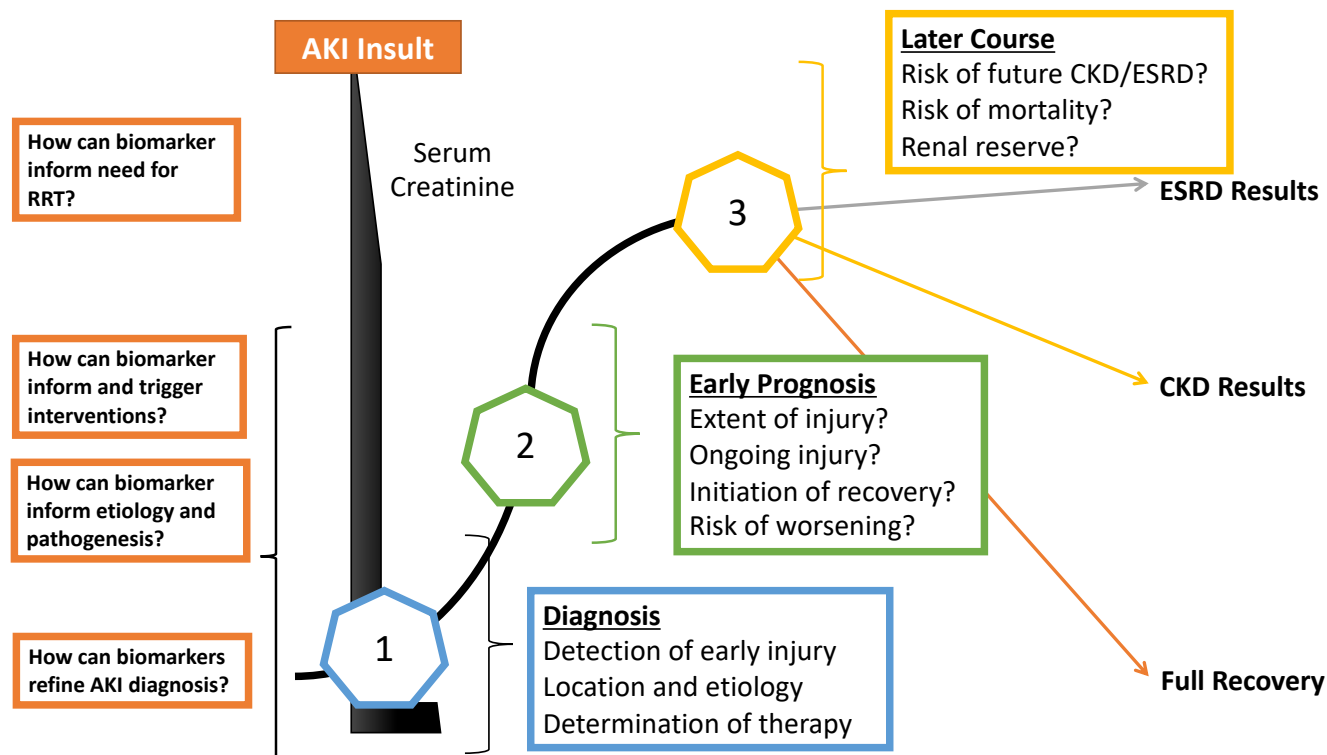 AKI Insult
Serum
Creatinine
How can biomarker
inform need for
RRT?
How can biomarker
inform and trigger
interventions?
How can biomarker
inform etiology and
pathogenesis?
How can biomarkers
refine AKI diagnosis?
1
2
3
Diagnosis
Detection of early injury
Location and etiology
Determination of therapy
Early Prognosis
Extent of injury?
Ongoing injury?
Initiation of recovery?
Risk of worsening?
Later Course
Risk of future CKD/ESRD?
Risk of mortality?
Renal reserve?
ESRD Results
CKD Results
Full Recovery